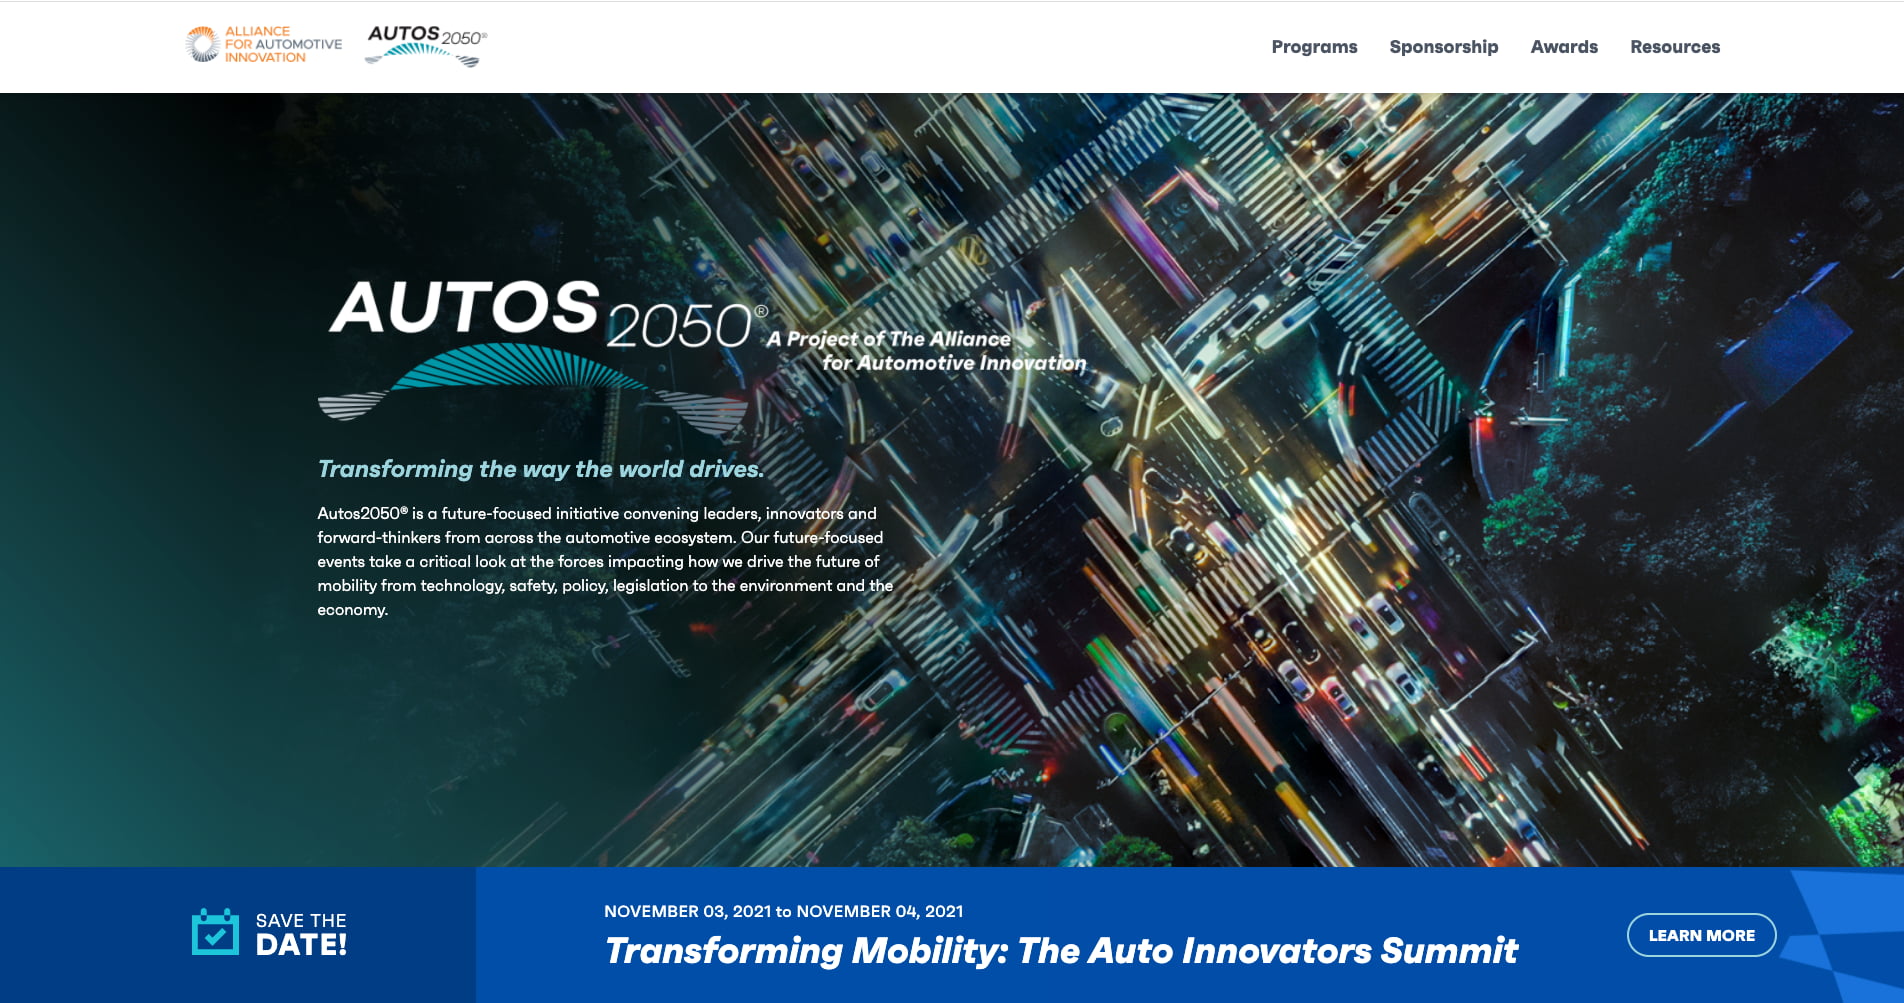 ALLIANCE
FOR AUTOMOTIVE
INNOVATION
AUTOS 2050®
Programs
Sponsorship
Awards
Resources
AUTOS 2050®
A Project of The Alliance
for Automotive Innovation
Transforming the way the world drives.
Autos2050® is a future-focused initiative convening leaders, innovators and
forward-thinkers from across the automotive ecosystem. Our future-focused
events take a critical look at the forces impacting how we drive the future of
mobility from technology, safety, policy, legislation to the environment and the
economy.
SAVE THE
DATE!
NOVEMBER 03, 2021 to NOVEMBER 04, 2021
Transforming Mobility: The Auto Innovators Summit
LEARN MORE